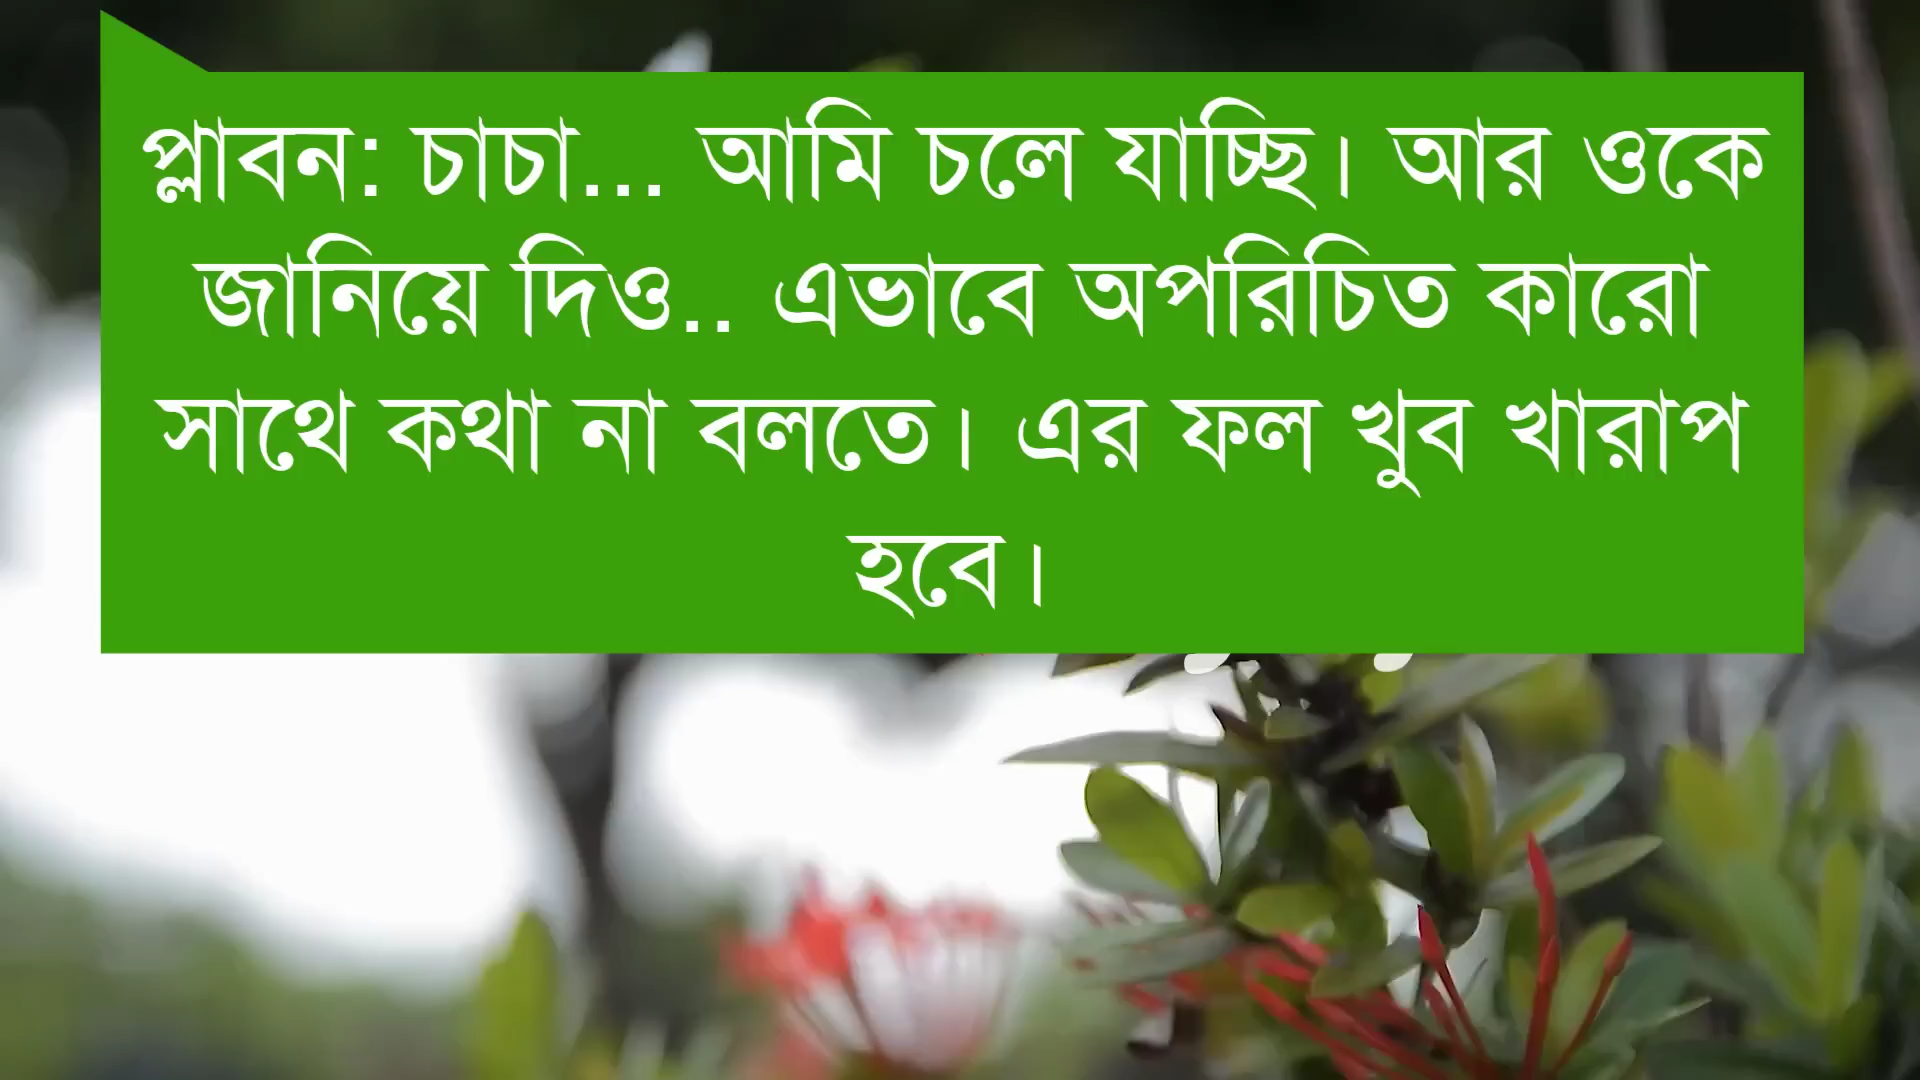 প্লাবন: চাচা... আমি চলে যাচ্ছি। আর ওকে
জানিয়ে দিও.. এভাবে অপরিচিত কারো
সাথে কথা না বলতে। এর ফল খুব খারাপ
হবে।